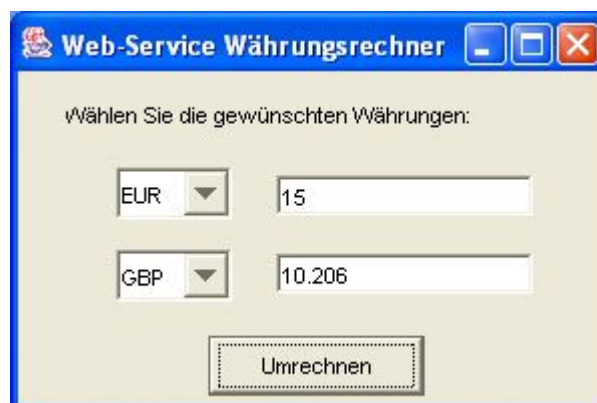 Web-Service Währungsrechner
Wählen Sie die gewünschten Währungen:
EUR 15
GBP 10.206
Umrechnen